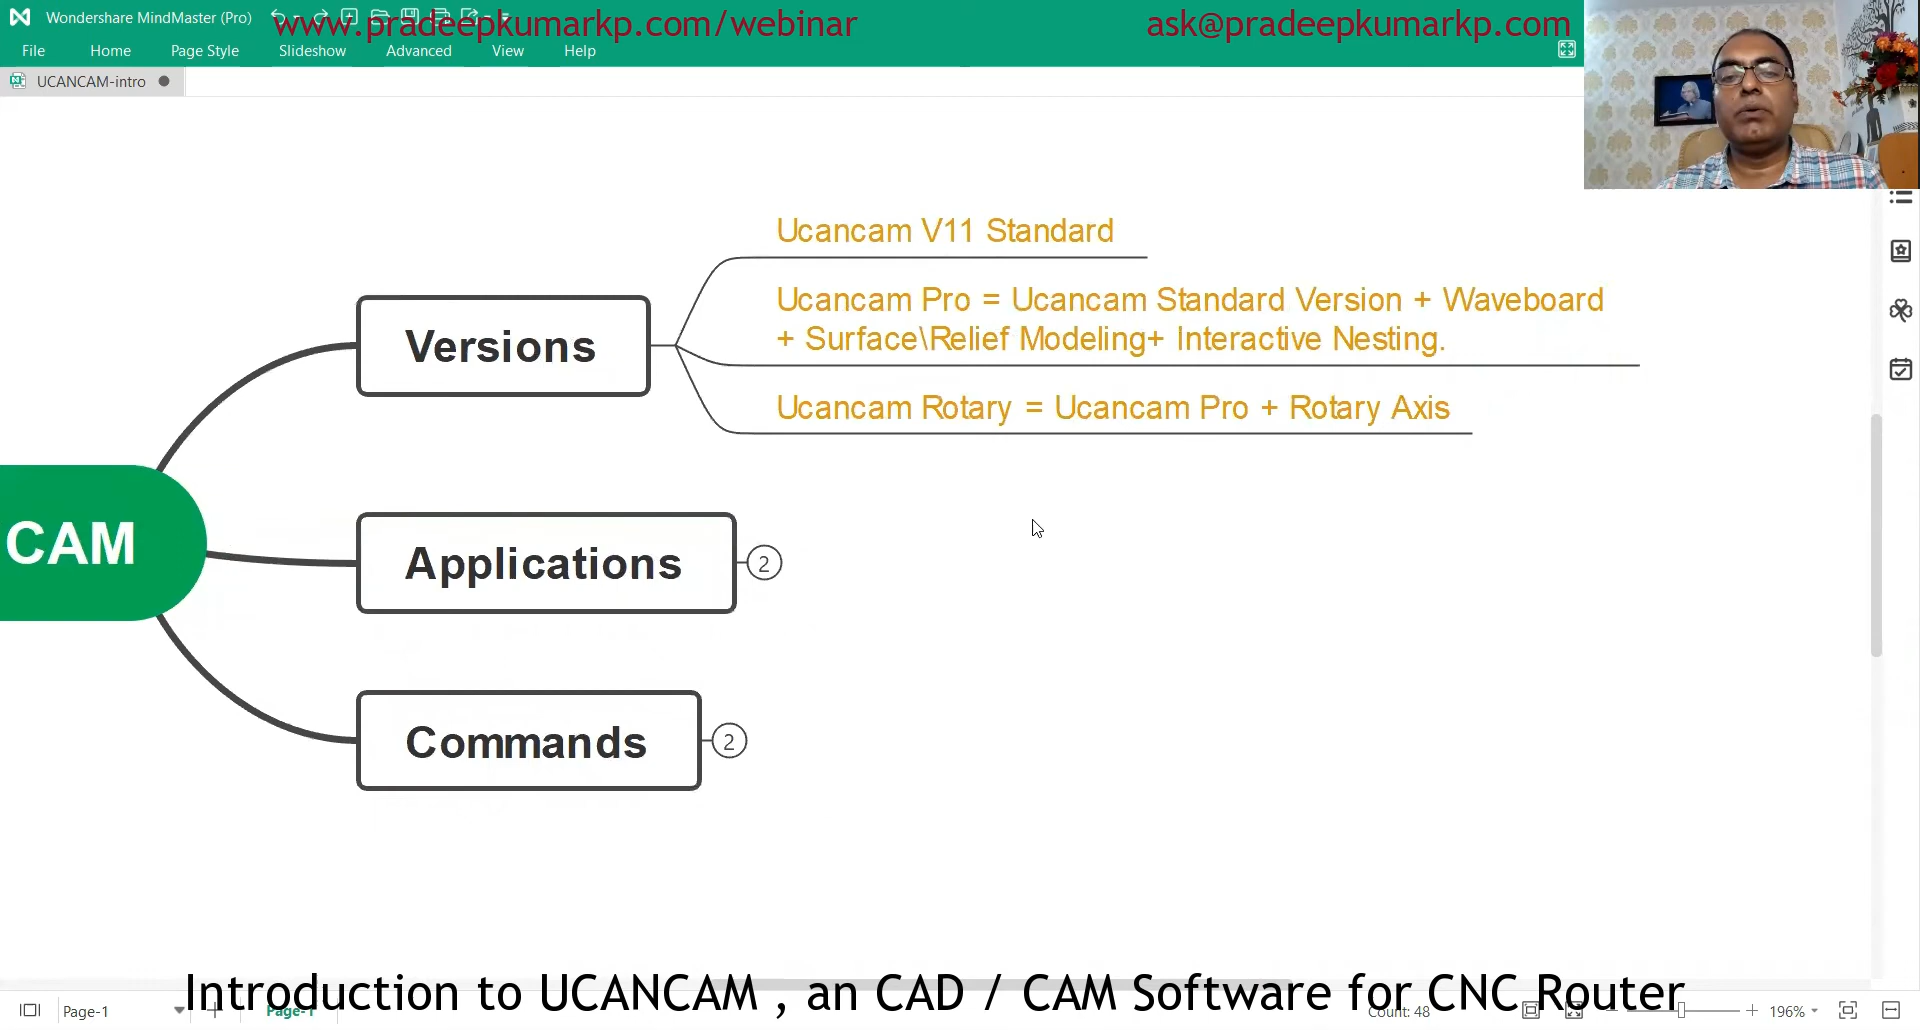 Wondershare MindMaster (Pro)
www.pradeepkumarkp.com/webinar
ask@pradeepkumarkp.com
File Home Page Style Slideshow Advanced View Help
UCANCAM-intro
Ucancam V11 Standard
Ucancam Pro = Ucancam Standard Version + Waveboard
+ Surface\Relief Modeling+ Interactive Nesting.
Versions
Ucancam Rotary = Ucancam Pro + Rotary Axis
CAM
Applications
2
Commands
2
Introduction to UCANCAM , an CAD / CAM Software for CNC Router
Page-1
Page-1
Count: 48
196%